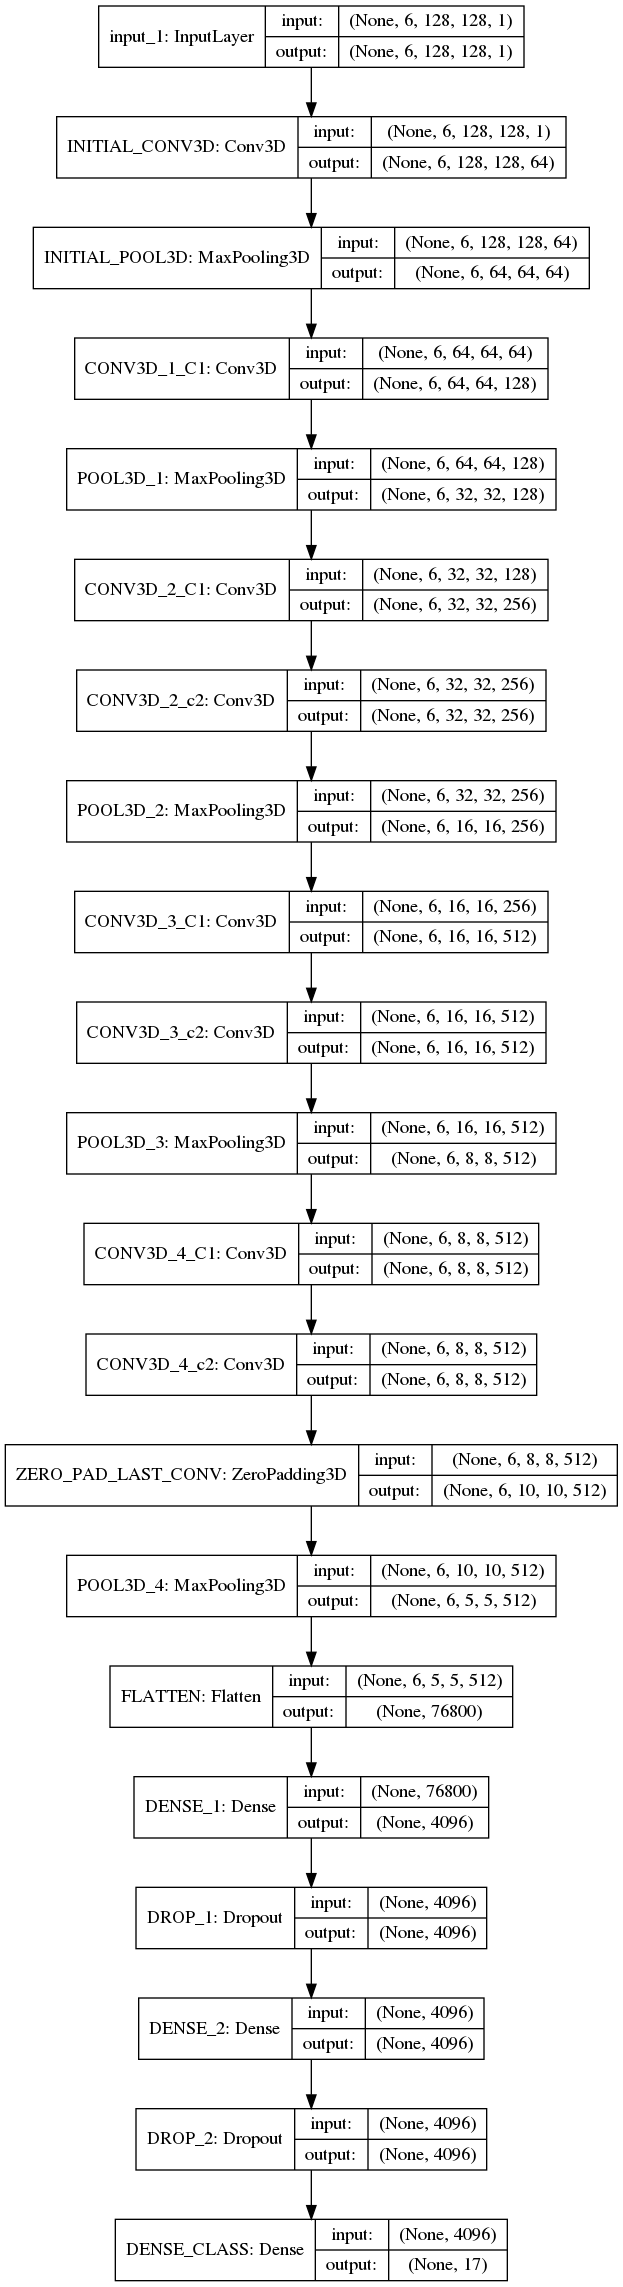 input_1: InputLayer
input: (None, 6, 128, 128, 1)
output: (None, 6, 128, 128, 1)
INITIAL_CONV3D: Conv3D
input: (None, 6, 128, 128, 1)
output: (None, 6, 128, 128, 64)
INITIAL_POOL3D: MaxPooling3D
input: (None, 6, 128, 128, 64)
output: (None, 6, 64, 64, 64)
CONV3D_1_C1: Conv3D
input: (None, 6, 64, 64, 64)
output: (None, 6, 64, 64, 128)
POOL3D_1: MaxPooling3D
input: (None, 6, 64, 64, 128)
output: (None, 6, 32, 32, 128)
CONV3D_2_C1: Conv3D
input: (None, 6, 32, 32, 128)
output: (None, 6, 32, 32, 256)
CONV3D_2_c2: Conv3D
input: (None, 6, 32, 32, 256)
output: (None, 6, 32, 32, 256)
POOL3D_2: MaxPooling3D
input: (None, 6, 32, 32, 256)
output: (None, 6, 16, 16, 256)
CONV3D_3_C1: Conv3D
input: (None, 6, 16, 16, 256)
output: (None, 6, 16, 16, 512)
CONV3D_3_c2: Conv3D
input: (None, 6, 16, 16, 512)
output: (None, 6, 16, 16, 512)
POOL3D_3: MaxPooling3D
input: (None, 6, 16, 16, 512)
output: (None, 6, 8, 8, 512)
CONV3D_4_C1: Conv3D
input: (None, 6, 8, 8, 512)
output: (None, 6, 8, 8, 512)
CONV3D_4_c2: Conv3D
input: (None, 6, 8, 8, 512)
output: (None, 6, 8, 8, 512)
ZERO_PAD_LAST_CONV: ZeroPadding3D
input: (None, 6, 8, 8, 512)
output: (None, 6, 10, 10, 512)
POOL3D_4: MaxPooling3D
input: (None, 6, 10, 10, 512)
output: (None, 6, 5, 5, 512)
FLATTEN: Flatten
input: (None, 6, 5, 5, 512)
output: (None, 76800)
DENSE_1: Dense
input: (None, 76800)
output: (None, 4096)
DROP_1: Dropout
input: (None, 4096)
output: (None, 4096)
DENSE_2: Dense
input: (None, 4096)
output: (None, 4096)
DROP_2: Dropout
input: (None, 4096)
output: (None, 4096)
DENSE_CLASS: Dense
input: (None, 4096)
output: (None, 17)